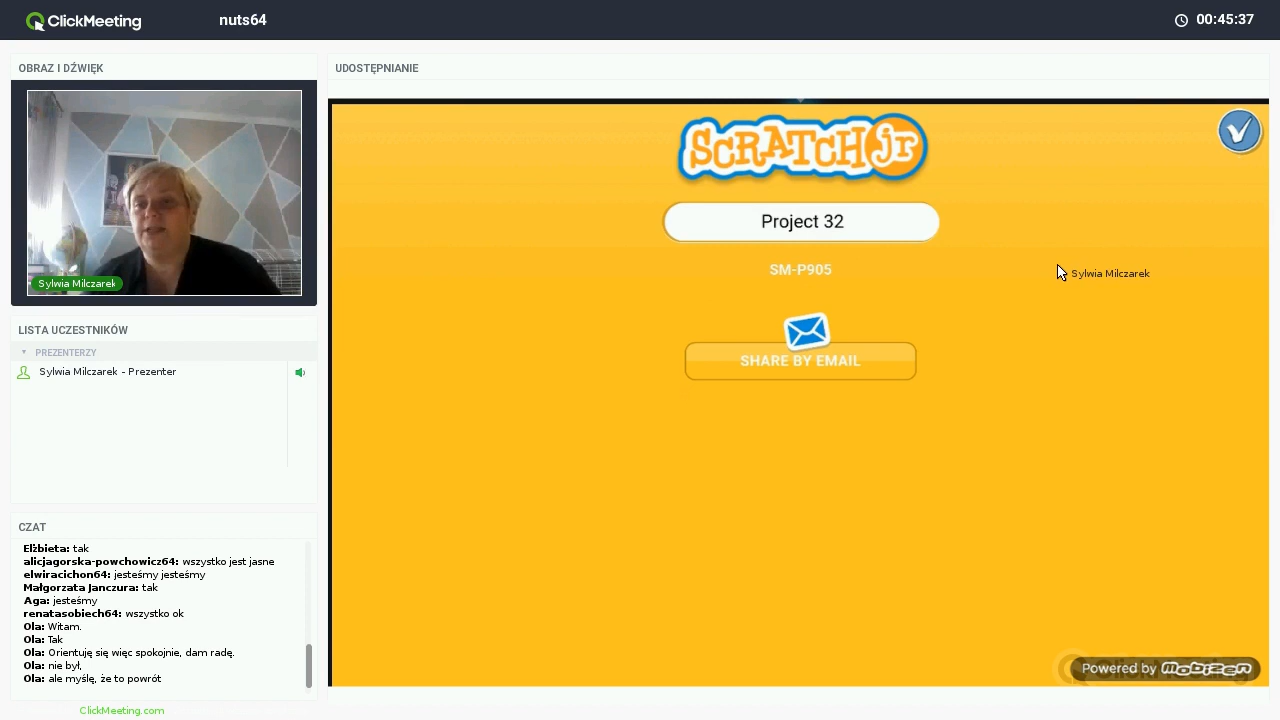 ClickMeeting
nuts64
00:45:37
OBRAZ I DŹWIĘK
Sylwia Milczarek
LISTA UCZESTNIKÓW
PREZENTERZY
Sylwia Milczarek - Prezenter
CZAT
Elżbieta: tak
alicjagorska-powchowicz64: wszystko jest jasne
elwiracichon64: jesteśmy jesteśmy
Małgorzata Janczura: tak
Aga: jesteśmy
renatasobiech64: wszystko ok
Ola: Witam.
Ola: Tak
Ola: Orientuję się więc spokojnie, dam radę.
Ola: nie był,
Ola: ale myślę, że to powrót
ClickMeeting.com
UDOSTĘPNIANIE
SCRATCHjr
Project 32
SM-P905
Sylwia Milczarek
SHARE BY EMAIL
Powered by Mobizen